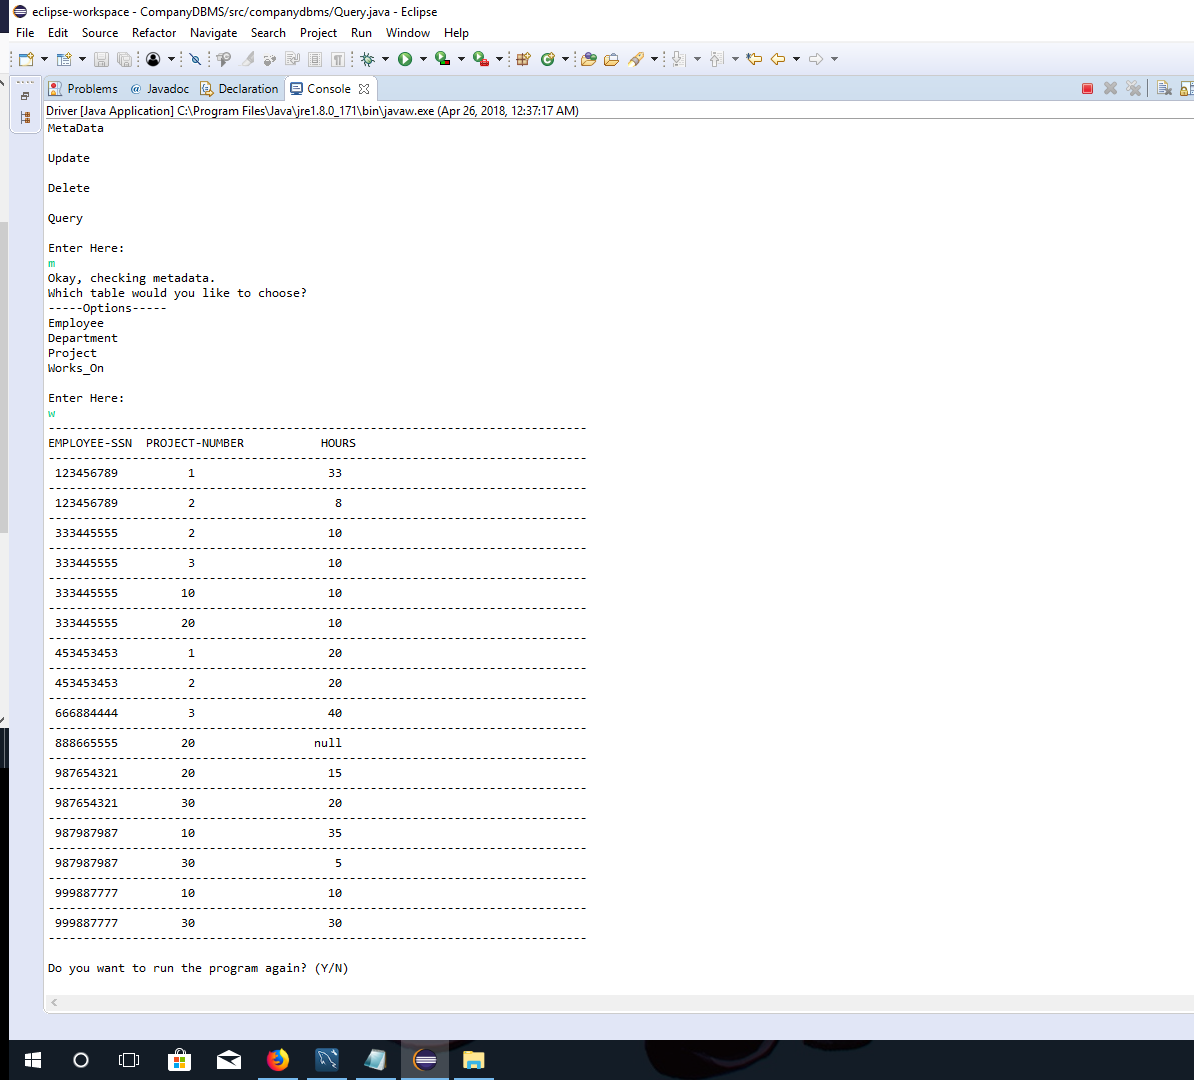 eclipse-workspace - CompanyDBMS/src/companydbms/Query.java - Eclipse
File Edit Source Refactor Navigate Search Project Run Window Help
Problems @ Javadoc Declaration Console
Driver [Java Application] C:\Program Files\Java\jre1.8.0_171\bin\javaw.exe (Apr 26, 2018, 12:37:17 AM)
MetaData
Update
Delete
Query
Enter Here:
m
Okay, checking metadata.
Which table would you like to choose?
-----Options-----
Employee
Department
Project
Works_On
Enter Here:
w
-----------------------------------------------------------------------------
EMPLOYEE-SSN PROJECT-NUMBER HOURS
-----------------------------------------------------------------------------
123456789 1 33
-----------------------------------------------------------------------------
123456789 2 8
-----------------------------------------------------------------------------
333445555 2 10
-----------------------------------------------------------------------------
333445555 3 10
-----------------------------------------------------------------------------
333445555 10 10
-----------------------------------------------------------------------------
333445555 20 10
-----------------------------------------------------------------------------
453453453 1 20
-----------------------------------------------------------------------------
453453453 2 20
-----------------------------------------------------------------------------
666884444 3 40
-----------------------------------------------------------------------------
888665555 20 null
-----------------------------------------------------------------------------
987654321 20 15
-----------------------------------------------------------------------------
987654321 30 20
-----------------------------------------------------------------------------
987987987 10 35
-----------------------------------------------------------------------------
987987987 30 5
-----------------------------------------------------------------------------
999887777 10 10
-----------------------------------------------------------------------------
999887777 30 30
-----------------------------------------------------------------------------
Do you want to run the program again? (Y/N)